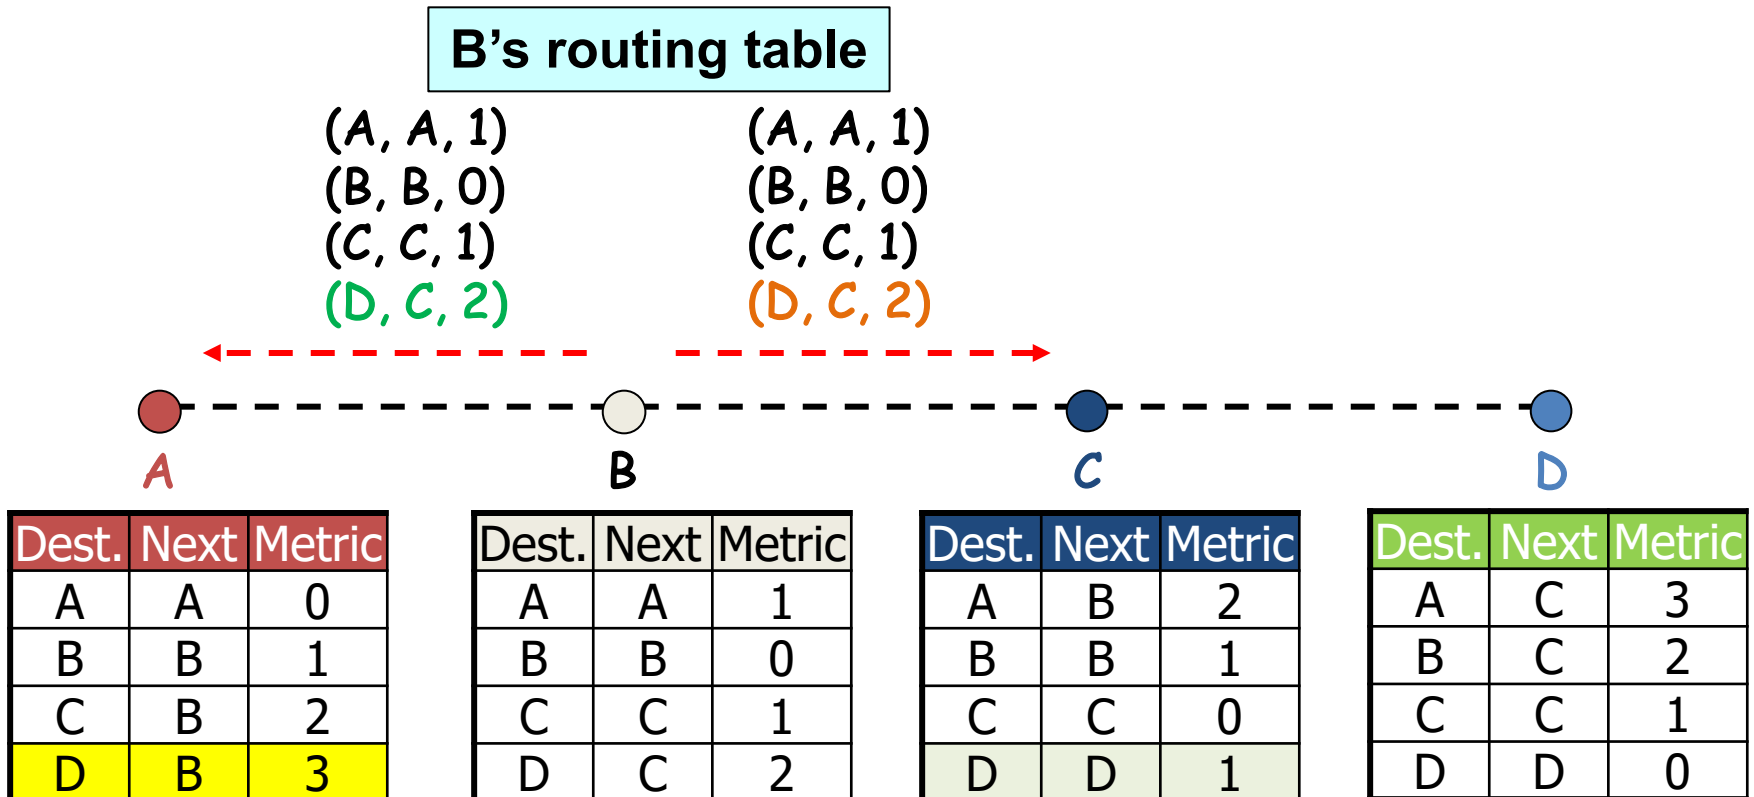 B’s routing table
(A, A, 1) (A, A, 1)
(B, B, 0) (B, B, 0)
(C, C, 1) (C, C, 1)
(D, C, 2) (D, C, 2)
A B C D
Dest. Next Metric Dest. Next Metric Dest. Next Metric Dest. Next Metric
A A 0 A A 1 A B 2 A C 3
B B 1 B B 0 B B 1 B C 2
C B 2 C C 1 C C 0 C C 1
D B 3 D C 2 D D 1 D D 0